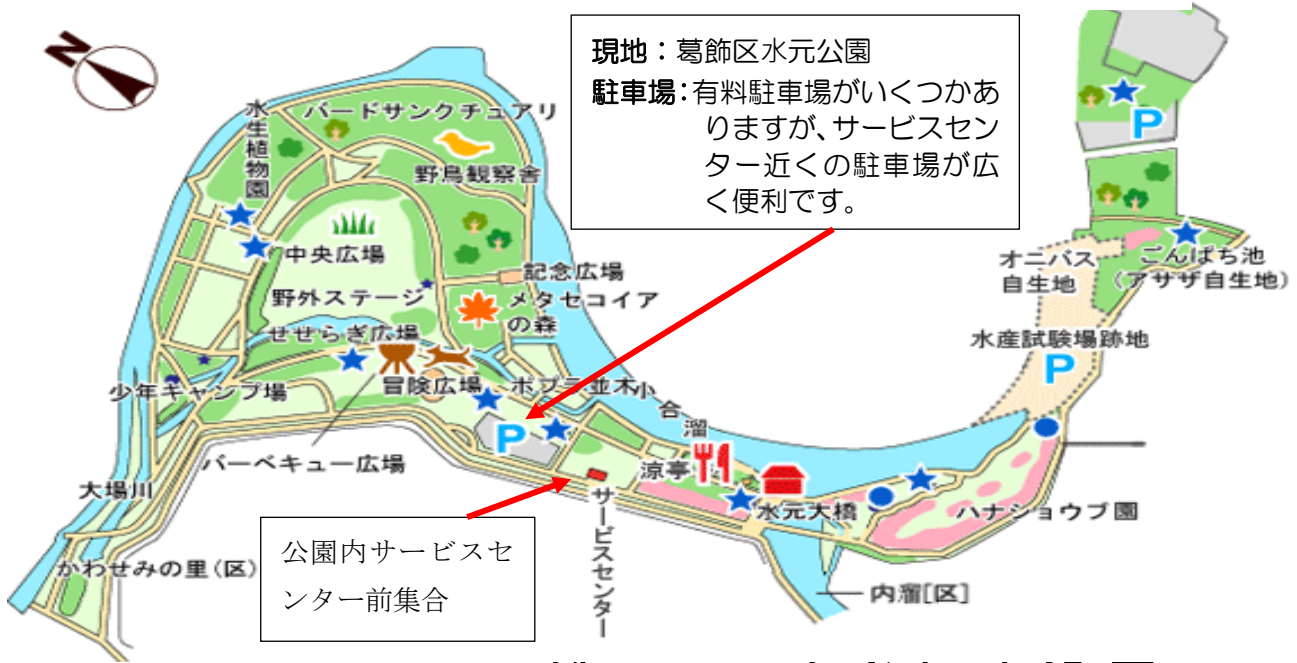 現地：葛飾区水元公園
駐車場：有料駐車場がいくつかあ
りますが、サービスセン
ター近くの駐車場が広
く便利です。
N
水生植物園
バードサンクチュアリ
野鳥観察舎
中央広場
記念広場
野外ステージ
メタセコイア
の森
せせらぎ広場
少年キャンプ場
冒険広場
ポプラ並木
小合溜
P
P
オニバス
自生地
ごんぱち池
(アサザ自生地)
水産試験場跡地
P
バーベキュー広場
涼亭
大場川
水元大橋
ハナショウブ園
サービスセンター
かわせみの里(区)
内溜[区]
公園内サービスセ
ンター前集合